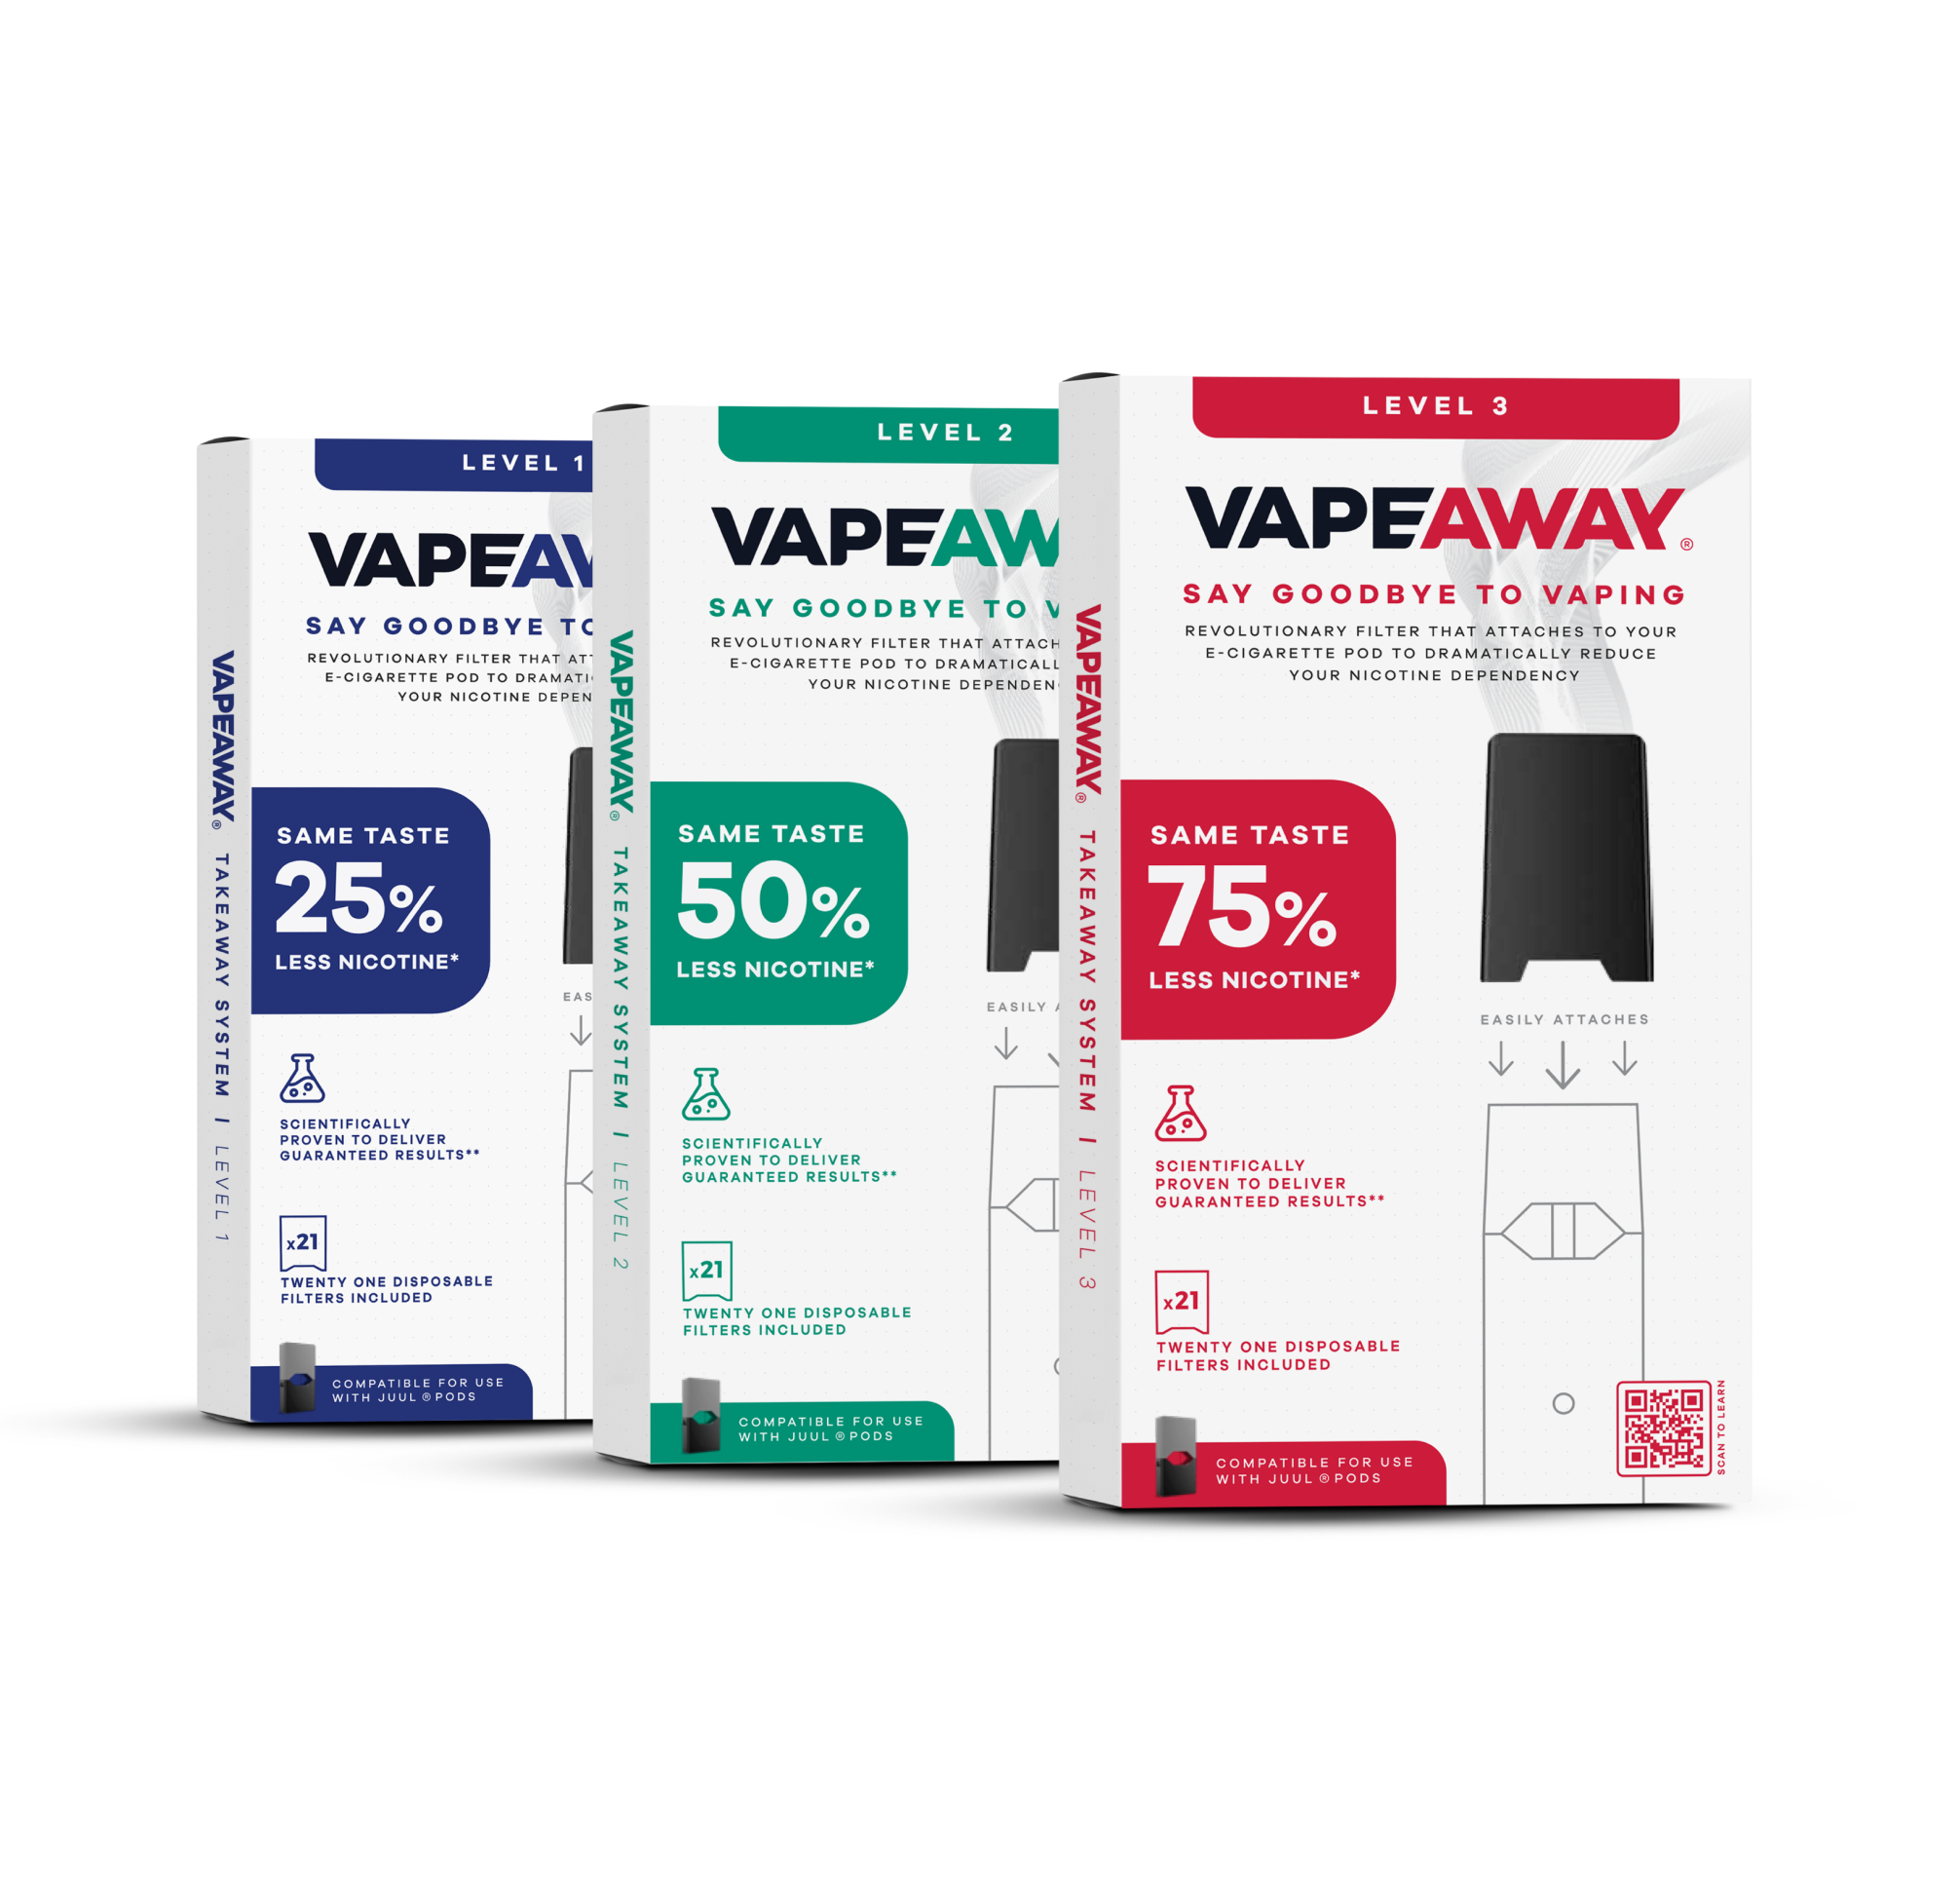 LEVEL 1
VAPEAW
SAY GOODBYE TO
REVOLUTIONARY FILTER THAT ATT
E-CIGARETTE POD TO DRAMATI
YOUR NICOTINE DEPEN
SAME TASTE
25%
LESS NICOTINE*
EAS
SCIENTIFICALLY
PROVEN TO DELIVER
GUARANTEED RESULTS**
x21
TWENTY ONE DISPOSABLE
FILTERS INCLUDED
COMPATIBLE FOR USE
WITH JUUL ® PODS
VAPEAWAY® TAKEAWAY SYSTEM | LEVEL 1
LEVEL 2
VAPEAW
SAY GOODBYE TO V
REVOLUTIONARY FILTER THAT ATTACH
E-CIGARETTE POD TO DRAMATICALL
YOUR NICOTINE DEPENDEN
SAME TASTE
50%
LESS NICOTINE*
EASILY A
SCIENTIFICALLY
PROVEN TO DELIVER
GUARANTEED RESULTS**
x21
TWENTY ONE DISPOSABLE
FILTERS INCLUDED
COMPATIBLE FOR USE
WITH JUUL ® PODS
VAPEAWAY® TAKEAWAY SYSTEM | LEVEL 2
LEVEL 3
VAPEAWAY®
SAY GOODBYE TO VAPING
REVOLUTIONARY FILTER THAT ATTACHES TO YOUR
E-CIGARETTE POD TO DRAMATICALLY REDUCE
YOUR NICOTINE DEPENDENCY
SAME TASTE
75%
LESS NICOTINE*
EASILY ATTACHES
SCIENTIFICALLY
PROVEN TO DELIVER
GUARANTEED RESULTS**
x21
TWENTY ONE DISPOSABLE
FILTERS INCLUDED
COMPATIBLE FOR USE
WITH JUUL ® PODS
SCAN TO LEARN
VAPEAWAY® TAKEAWAY SYSTEM | LEVEL 3